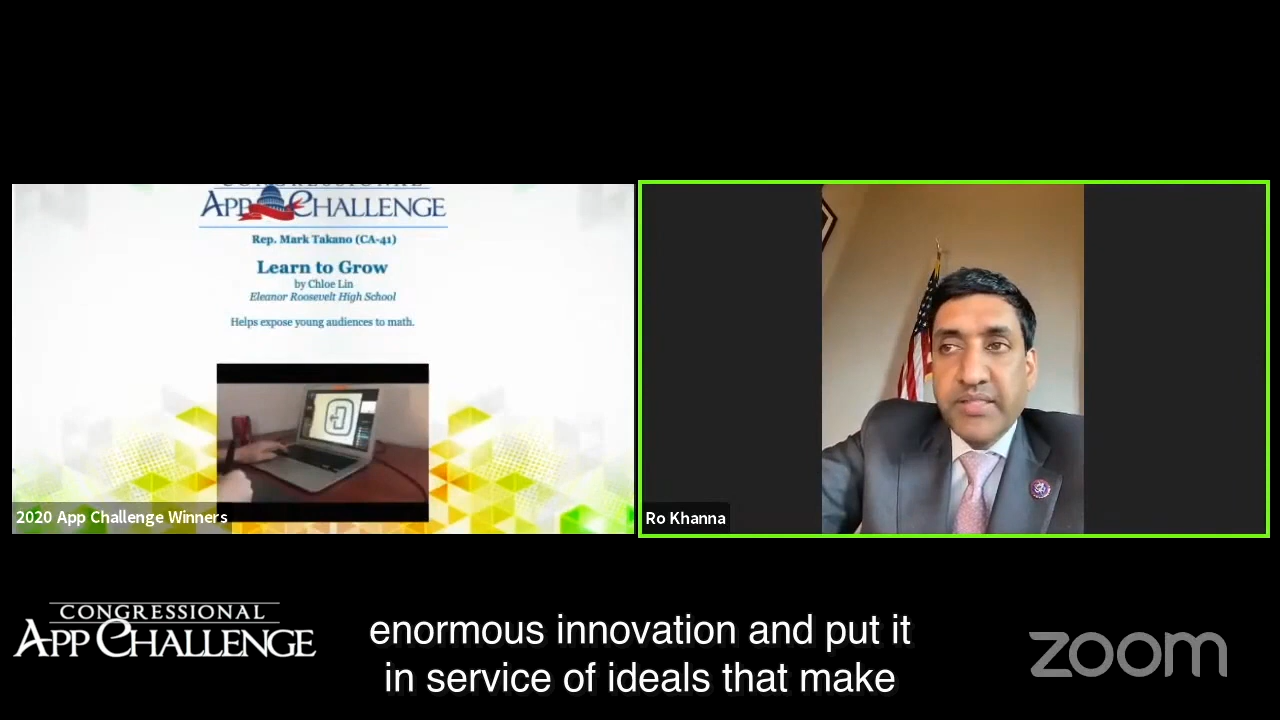 CONGRESSIONAL
APP CHALLENGE
Rep. Mark Takano (CA-41)
Learn to Grow
by Chloe Lin
Eleanor Roosevelt High School
Helps expose young audiences to math.
2020 App Challenge Winners
Ro Khanna
CONGRESSIONAL
APP CHALLENGE
enormous innovation and put it
in service of ideals that make
zoom